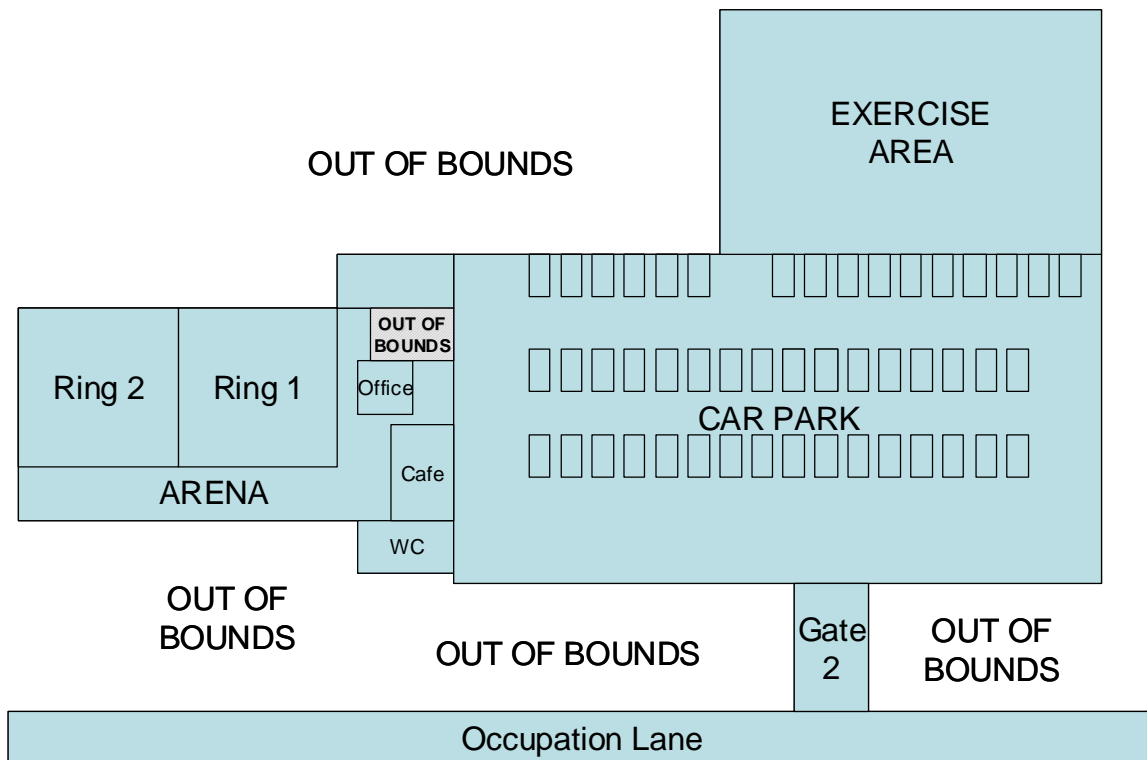 EXERCISE
AREA
OUT OF BOUNDS
OUT OF
BOUNDS
Ring 2
Ring 1
Office
CAR PARK
Cafe
ARENA
WC
OUT OF
BOUNDS
OUT OF BOUNDS
Gate
2
OUT OF
BOUNDS
Occupation Lane